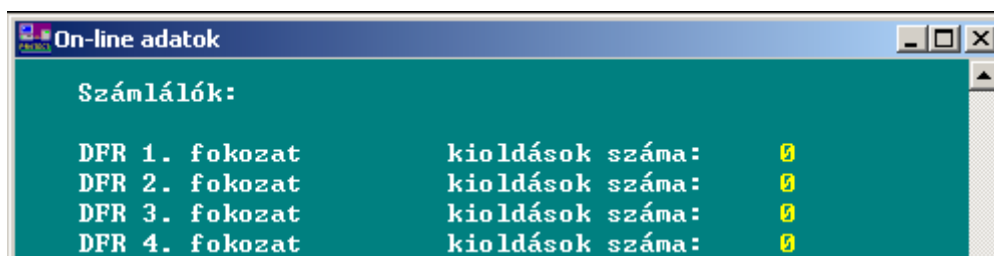 On-line adatok
Számlálók:
DFR 1. fokozat kioldások száma: 0
DFR 2. fokozat kioldások száma: 0
DFR 3. fokozat kioldások száma: 0
DFR 4. fokozat kioldások száma: 0